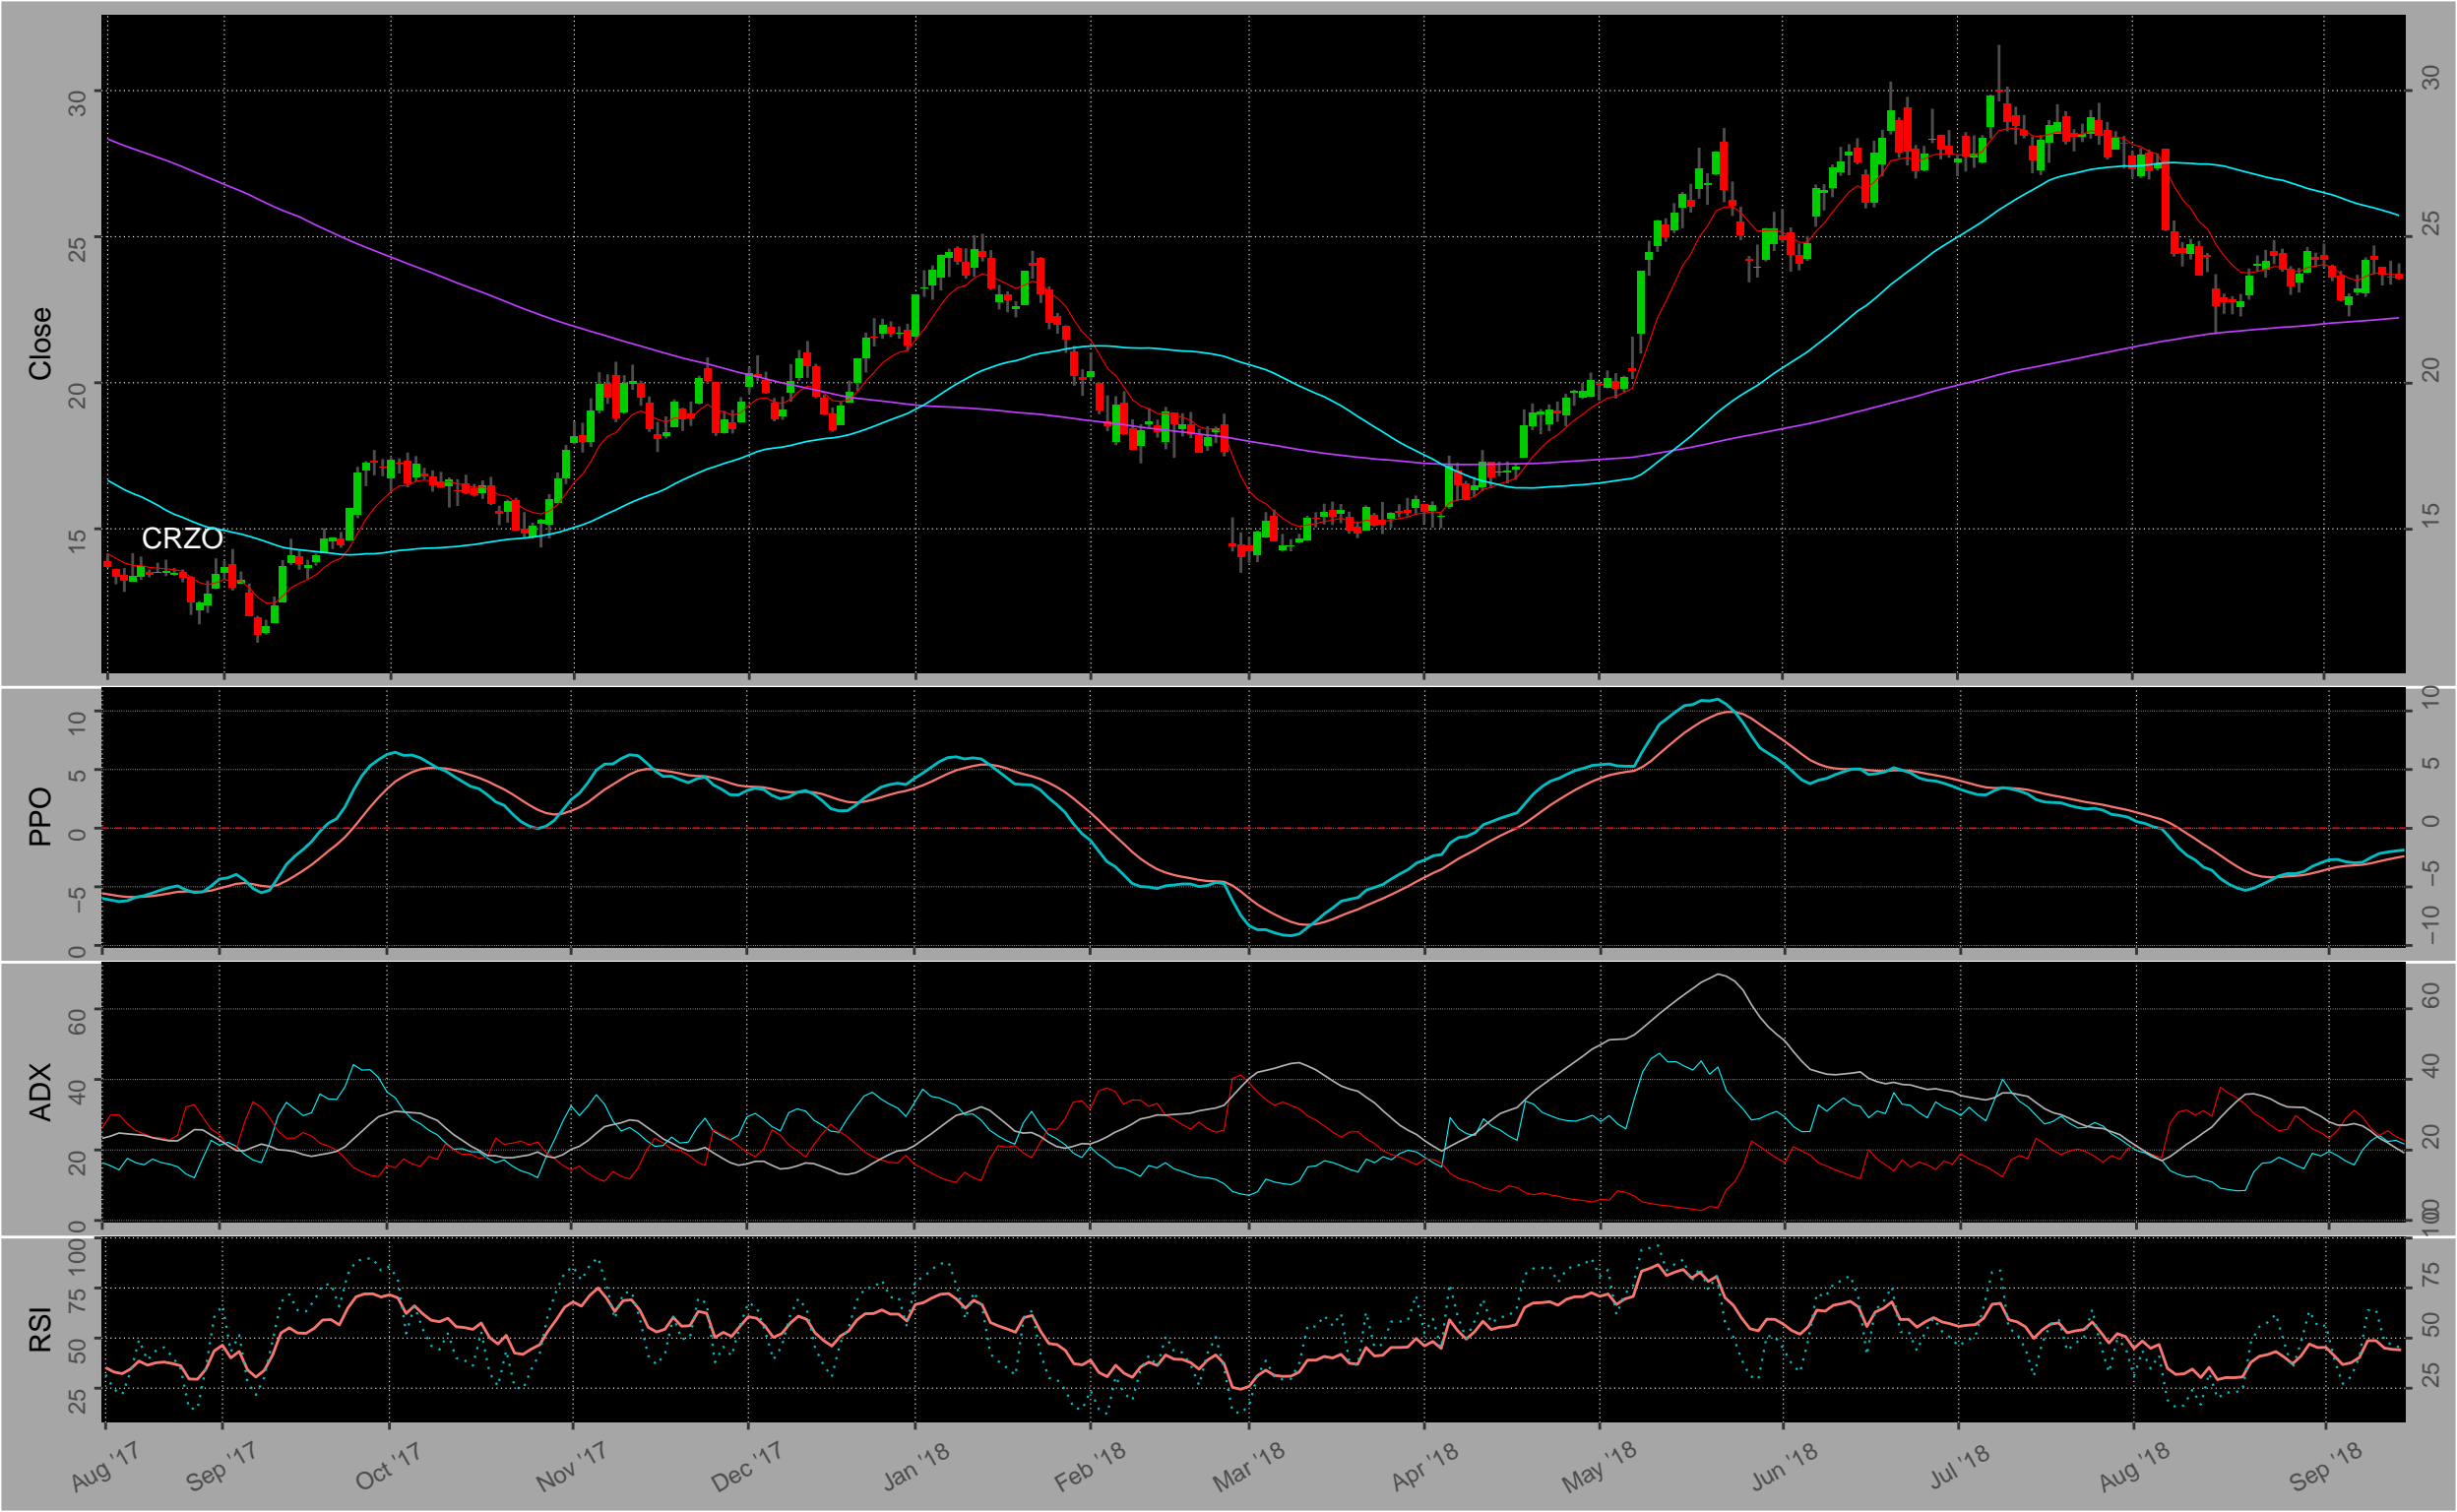 Close
30
25
20
15
CRZO
30
25
20
15
PPO
10
5
0
−5
0
10
5
0
−5
−10
ADX
60
40
20
0
60
40
20
0
RSI
100
75
50
25
100
75
50
25
Aug '17
Sep '17
Oct '17
Nov '17
Dec '17
Jan '18
Feb '18
Mar '18
Apr '18
May '18
Jun '18
Jul '18
Aug '18
Sep '18